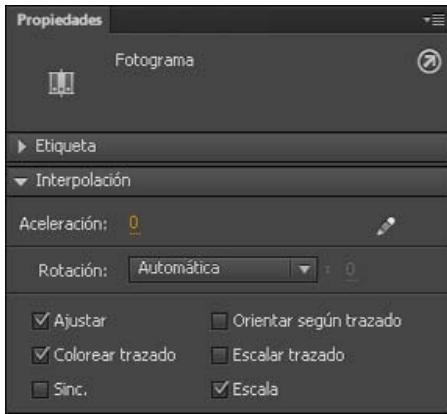 Propiedades
Fotograma
Etiqueta
Interpolación
Aceleración: 0
Rotación: Automática : 0
Ajustar Orientar según trazado
Colorear trazado Escalar trazado
Sinc. Escala